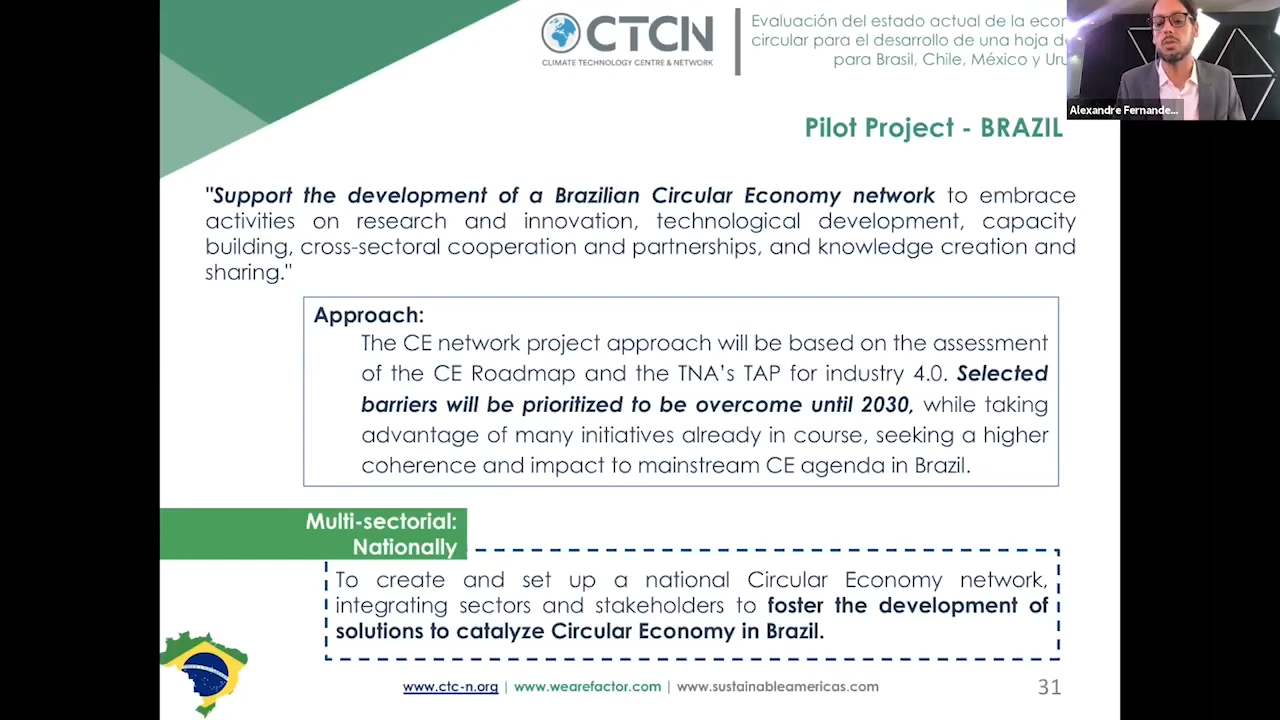 CTCN
CLIMATE TECHNOLOGY CENTRE & NETWORK
Evaluación del estado actual de la eco
circular para el desarrollo de una hoja d
para Brasil, Chile, México y Uru
Alexandre Fernande...
Pilot Project - BRAZIL
"Support the development of a Brazilian Circular Economy network to embrace
activities on research and innovation, technological development, capacity
building, cross-sectoral cooperation and partnerships, and knowledge creation and
sharing."
Approach:
The CE network project approach will be based on the assessment
of the CE Roadmap and the TNA's TAP for industry 4.0. Selected
barriers will be prioritized to be overcome until 2030, while taking
advantage of many initiatives already in course, seeking a higher
coherence and impact to mainstream CE agenda in Brazil.
Multi-sectorial:
Nationally
To create and set up a national Circular Economy network,
integrating sectors and stakeholders to foster the development of
solutions to catalyze Circular Economy in Brazil.
www.ctc-n.org | www.wearefactor.com | www.sustainableamericas.com
31